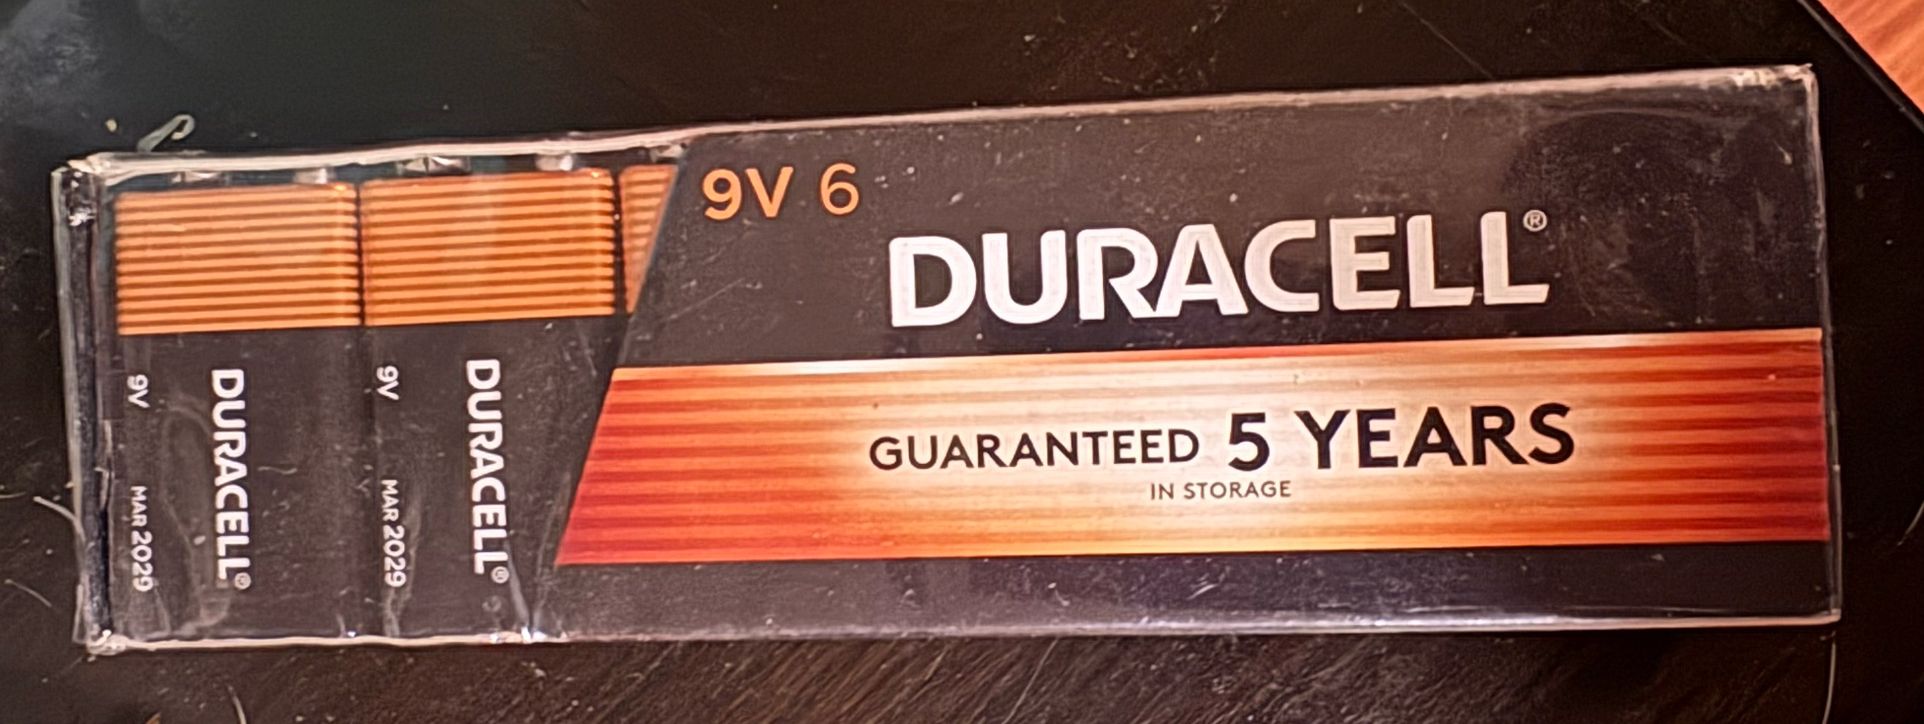 9V 6
DURACELL®
GUARANTEED 5 YEARS
IN STORAGE
DURACELL®
9V MAR 2029
DURACELL®
9V MAR 2029